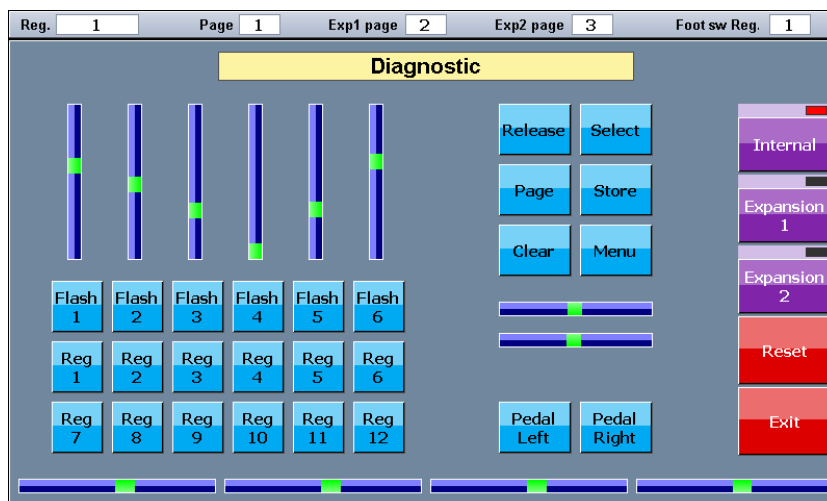 Reg. 1 Page 1 Exp1 page 2 Exp2 page 3 Foot sw Reg. 1
Diagnostic
Release Select
Internal
Page Store
Expansion 1
Clear Menu
Expansion 2
Flash 1 Flash 2 Flash 3 Flash 4 Flash 5 Flash 6
Reg 1 Reg 2 Reg 3 Reg 4 Reg 5 Reg 6
Reset
Reg 7 Reg 8 Reg 9 Reg 10 Reg 11 Reg 12
Pedal Left Pedal Right
Exit